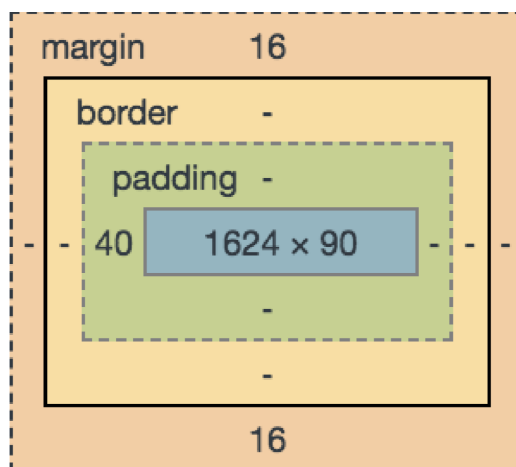 margin 16
border -
padding -
- - 40 1624 × 90 - - -
-
-
16